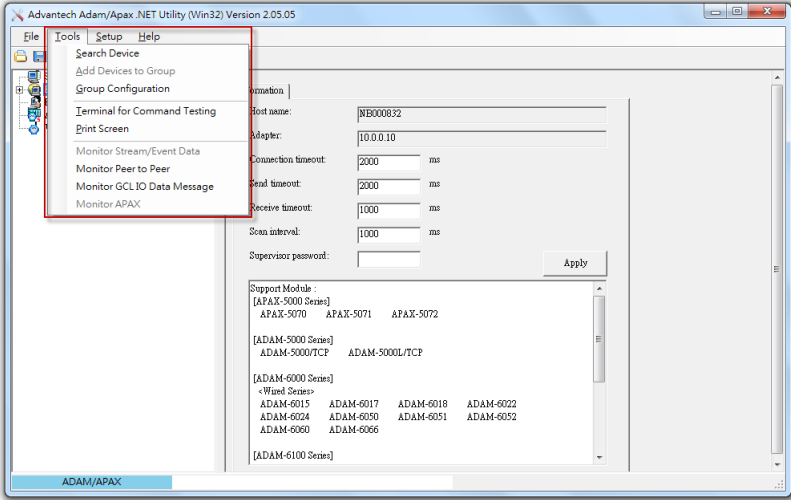 Advantech Adam/Apax .NET Utility (Win32) Version 2.05.05
File Tools Setup Help
Search Device
Add Devices to Group
Group Configuration
Terminal for Command Testing
Print Screen
Monitor Stream/Event Data
Monitor Peer to Peer
Monitor GCL IO Data Message
Monitor APAX
Host name: NB000832
Adapter: 10.0.0.10
Connection timeout: 2000 ms
Send timeout: 2000 ms
Receive timeout: 1000 ms
Scan interval: 1000 ms
Supervisor password:
Apply
Support Module :
[APAX-5000 Series]
APAX-5070 APAX-5071 APAX-5072
[ADAM-5000 Series]
ADAM-5000/TCP ADAM-5000L/TCP
[ADAM-6000 Series]
<Wired Series>
ADAM-6015 ADAM-6017 ADAM-6018 ADAM-6022
ADAM-6024 ADAM-6050 ADAM-6051 ADAM-6052
ADAM-6060 ADAM-6066
[ADAM-6100 Series]
ADAM/APAX